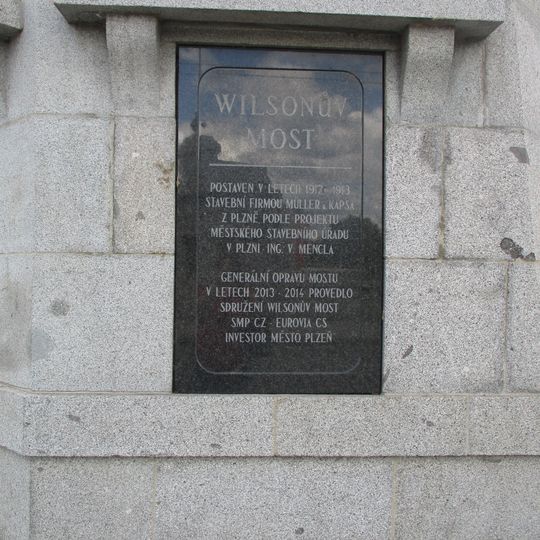 WILSONŮV
MOST
POSTAVEN V LETECH 1912 - 1913
STAVEBNÍ FIRMOU MÜLLER & KAPSA
Z PLZNĚ PODLE PROJEKTU
MĚSTSKÉHO STAVEBNÍHO ÚŘADU
V PLZNI - ING. V. MENCLA
GENERÁLNÍ OPRAVU MOSTU
V LETECH 2013 - 2014 PROVEDLO
SDRUŽENÍ WILSONŮV MOST
SMP CZ - EUROVIA CS
INVESTOR MĚSTO PLZEŇ